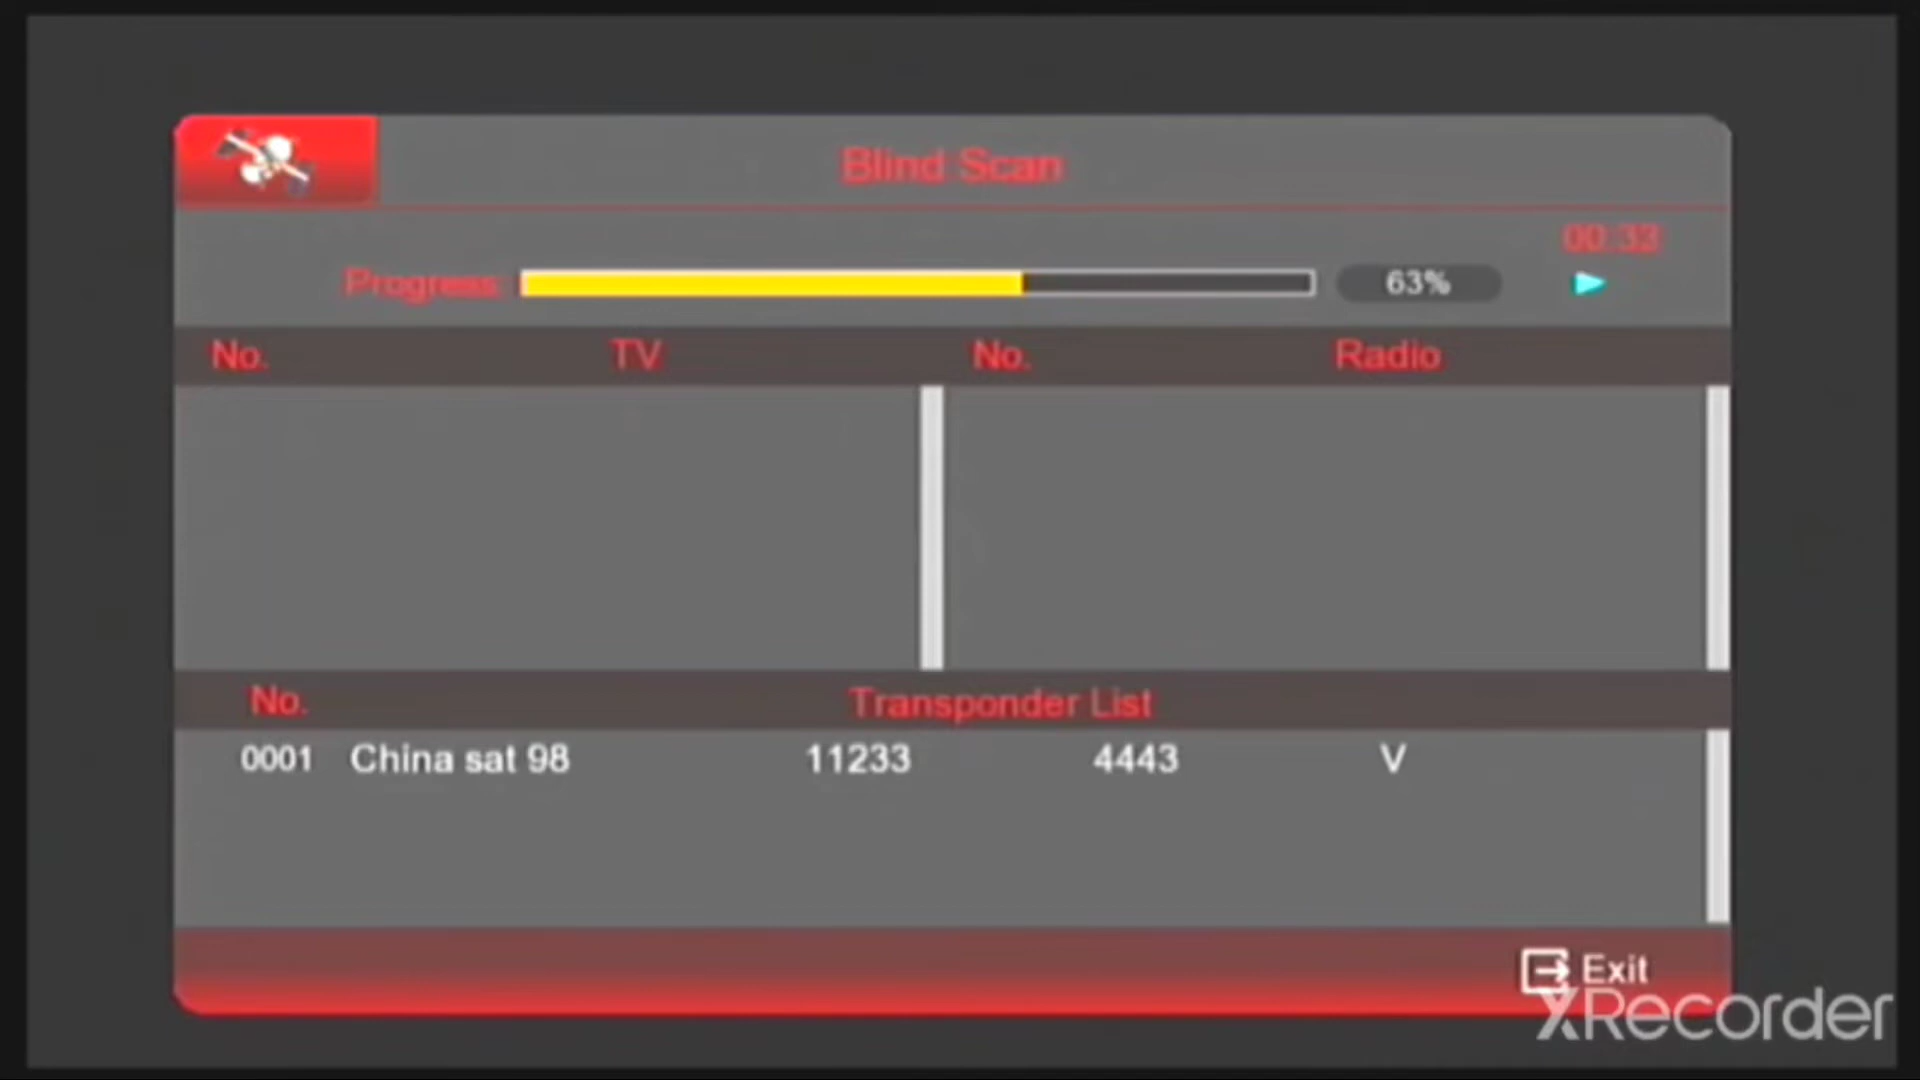 Blind Scan
00:33
Progress 63%
No. TV No. Radio
No. Transponder List
0001 China sat 98 11233 4443 V
Exit
XRecorder